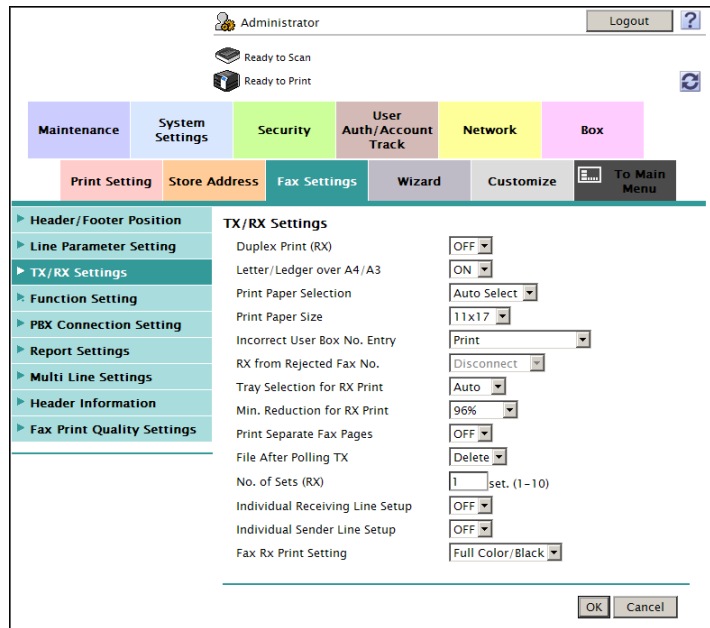 Administrator
Logout
?
Ready to Scan
Ready to Print
Maintenance
System
Settings
Security
User
Auth/Account
Track
Network
Box
Print Setting
Store Address
Fax Settings
Wizard
Customize
To Main
Menu
Header/Footer Position
Line Parameter Setting
TX/RX Settings
Function Setting
PBX Connection Setting
Report Settings
Multi Line Settings
Header Information
Fax Print Quality Settings
TX/RX Settings
Duplex Print (RX) OFF
Letter/Ledger over A4/A3 ON
Print Paper Selection Auto Select
Print Paper Size 11x17
Incorrect User Box No. Entry Print
RX from Rejected Fax No. Disconnect
Tray Selection for RX Print Auto
Min. Reduction for RX Print 96%
Print Separate Fax Pages OFF
File After Polling TX Delete
No. of Sets (RX) 1 set. (1-10)
Individual Receiving Line Setup OFF
Individual Sender Line Setup OFF
Fax Rx Print Setting Full Color/Black
OK Cancel